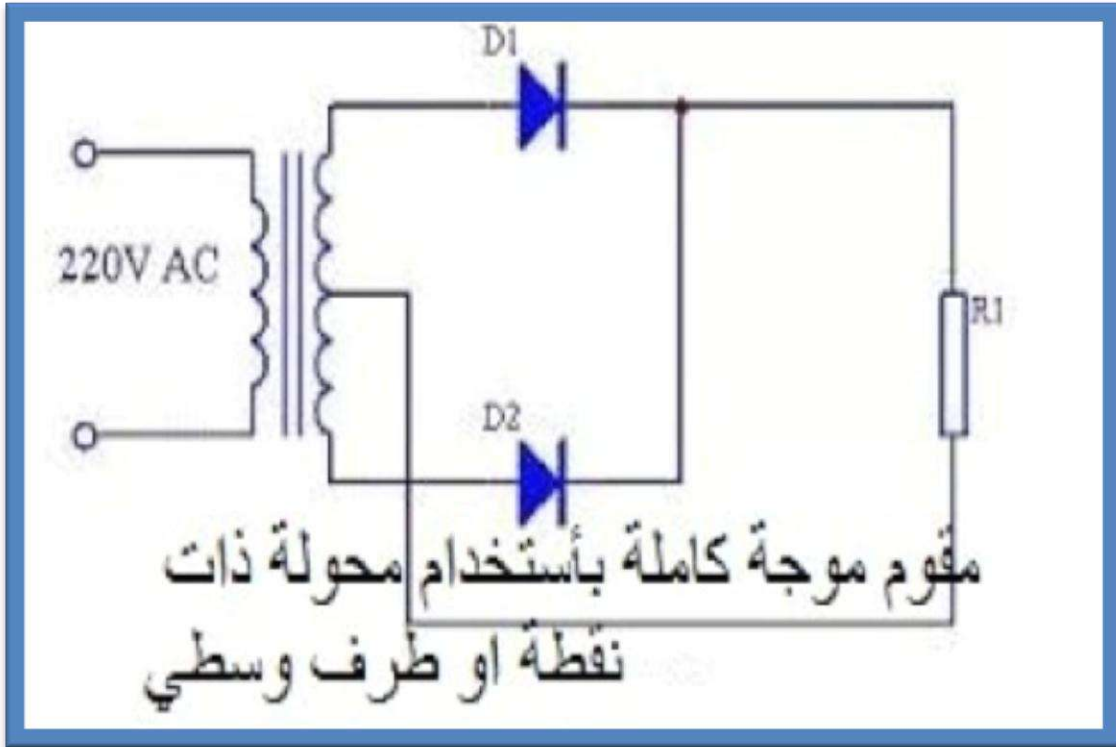 D1
220V AC
R1
D2
مقوم موجة كاملة بأستخدام محولة ذات
نقطة او طرف وسطي